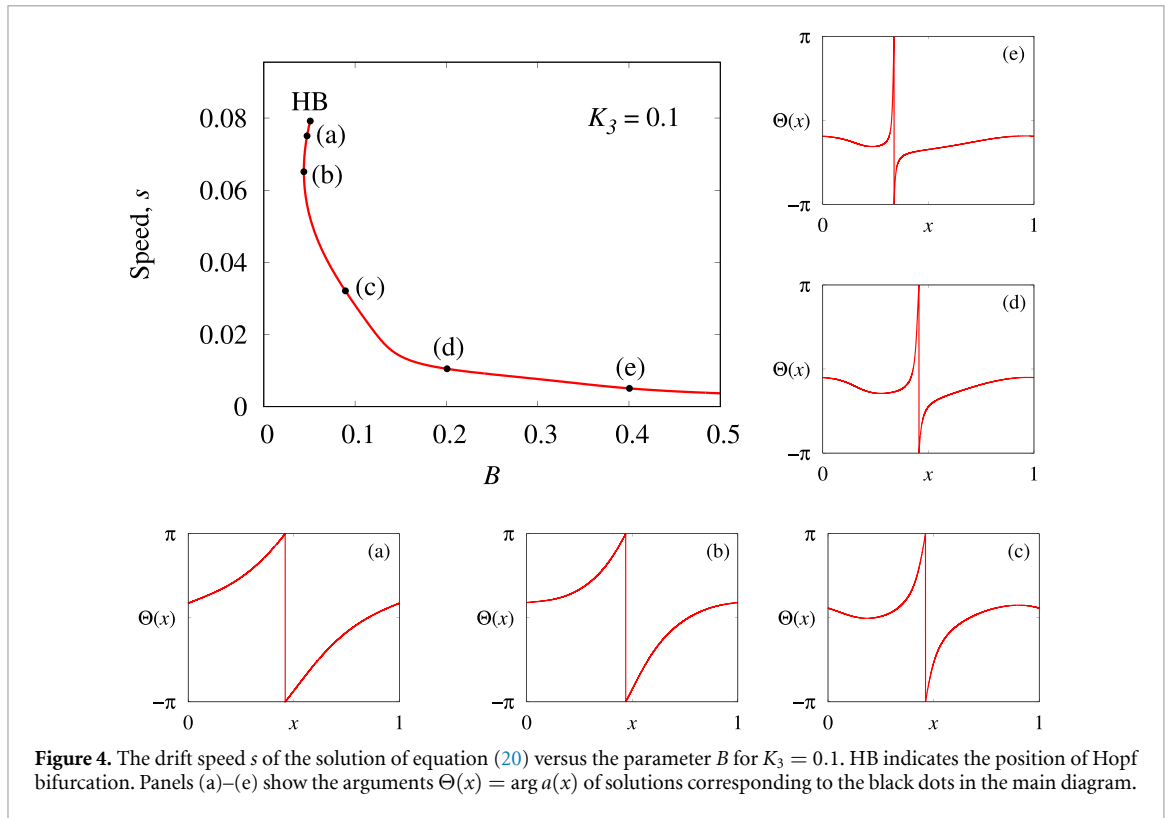 HB
(a)
(b)
(c)
(d)
(e)
K₃ = 0.1
Speed, s
0.08
0.06
0.04
0.02
0
0 0.1 0.2 0.3 0.4 0.5
B
(e)
π
Θ(x)
−π
0 x 1
(d)
π
Θ(x)
−π
0 x 1
(a)
π
Θ(x)
−π
0 x 1
(b)
π
Θ(x)
−π
0 x 1
(c)
π
Θ(x)
−π
0 x 1
Figure 4. The drift speed s of the solution of equation (20) versus the parameter B for K₃ = 0.1. HB indicates the position of Hopf
bifurcation. Panels (a)–(e) show the arguments Θ(x) = arg a(x) of solutions corresponding to the black dots in the main diagram.